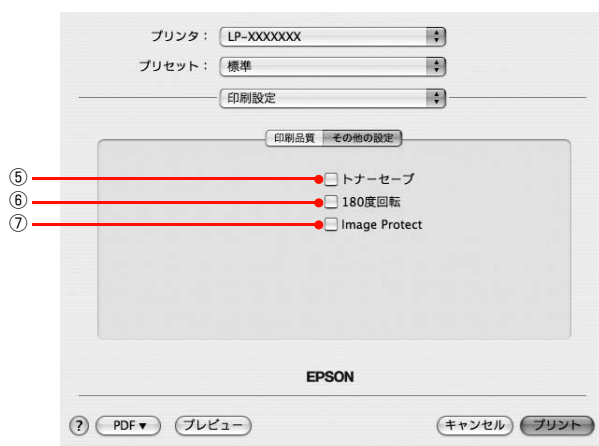 プリンタ： LP-XXXXXXX
プリセット： 標準
印刷設定
印刷品質 その他の設定
⑤ トナーセーブ
⑥ 180度回転
⑦ Image Protect
EPSON
? PDF▼ プレビュー キャンセル プリント